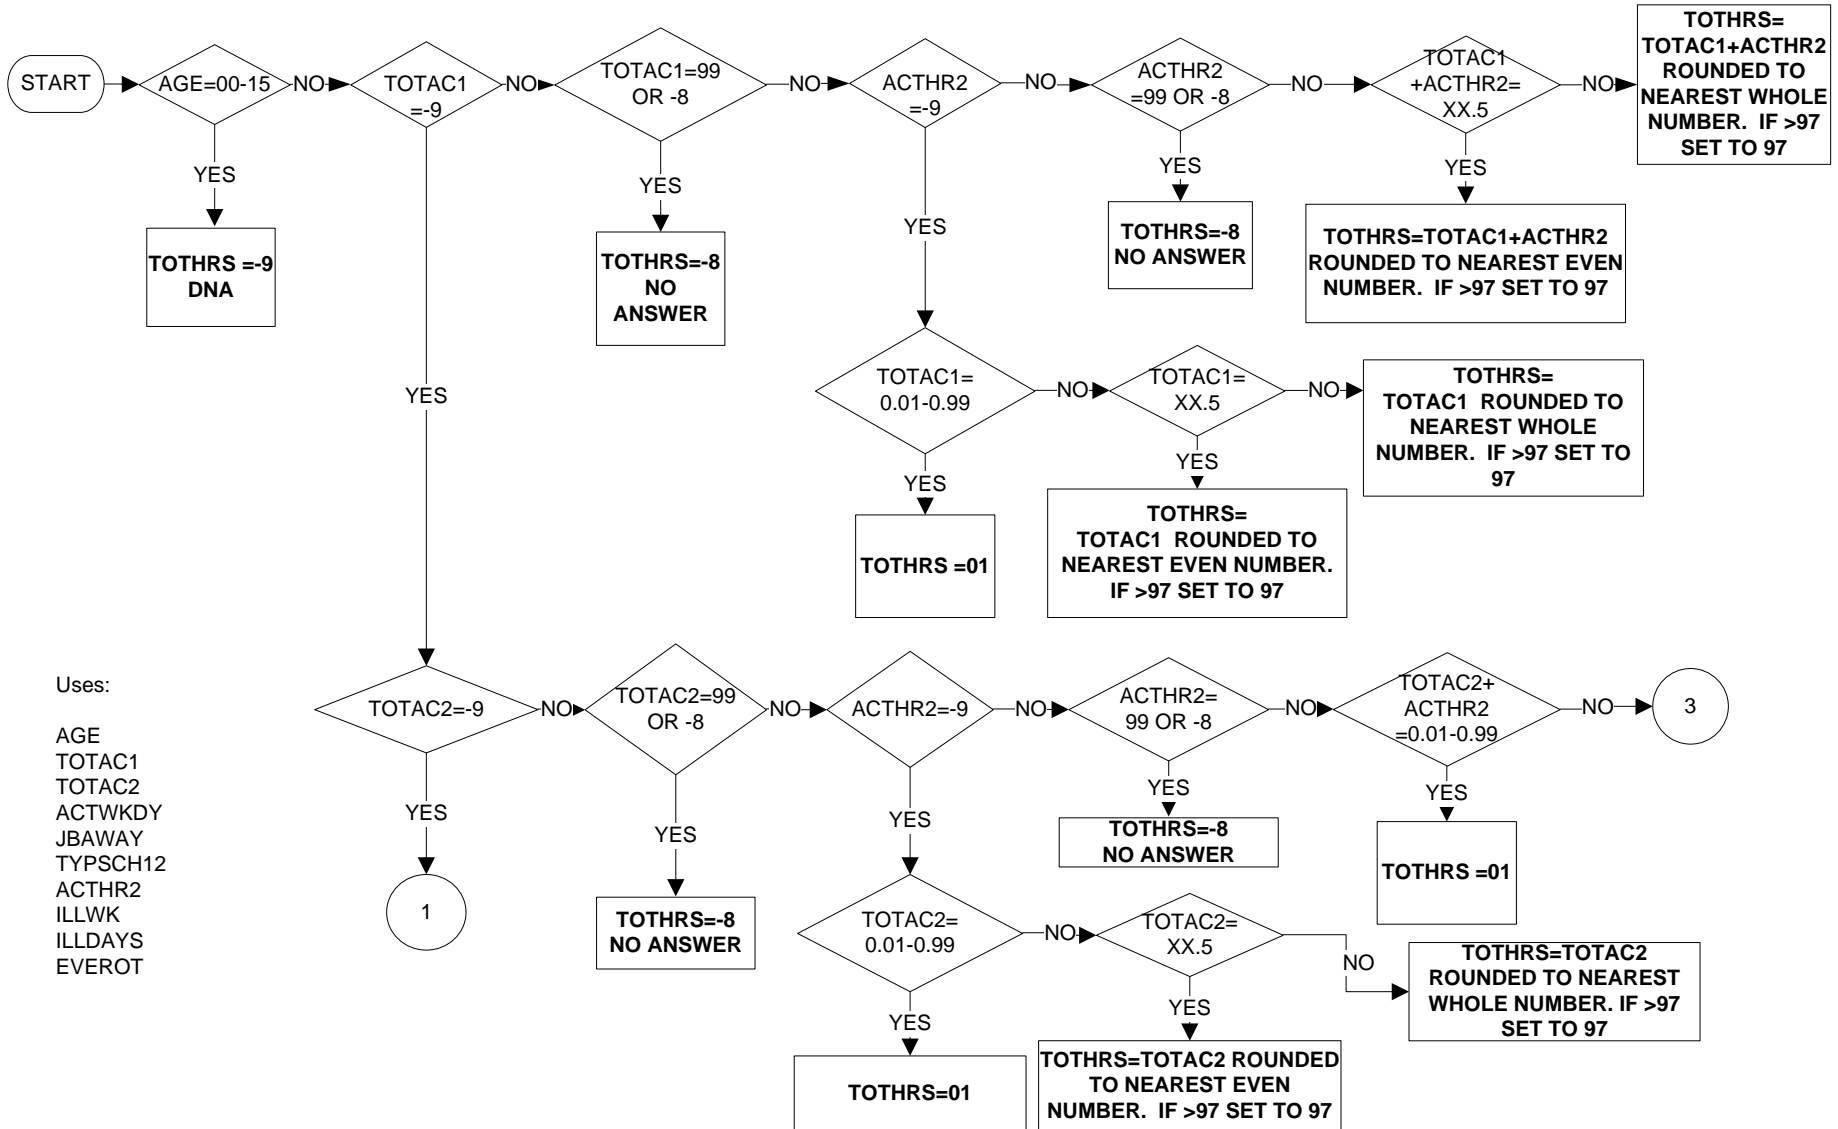 START
AGE=00-15
NO
TOTAC1
=-9
NO
TOTAC1=99
OR -8
NO
ACTHR2
=-9
NO
ACTHR2
=99 OR -8
NO
TOTAC1
+ACTHR2=
XX.5
NO
TOTHRS=
TOTAC1+ACTHR2
ROUNDED TO
NEAREST WHOLE
NUMBER.  IF >97
SET TO 97
YES
TOTHRS =-9
DNA
YES
YES
TOTHRS=-8
NO
ANSWER
YES
YES
TOTHRS=-8
NO ANSWER
YES
TOTHRS=TOTAC1+ACTHR2
ROUNDED TO NEAREST EVEN
NUMBER.  IF >97 SET TO 97
TOTAC1=
0.01-0.99
NO
TOTAC1=
XX.5
NO
TOTHRS=
TOTAC1  ROUNDED TO
NEAREST WHOLE
NUMBER.  IF >97 SET TO
97
YES
TOTHRS =01
YES
TOTHRS=
TOTAC1  ROUNDED TO
NEAREST EVEN NUMBER.
IF >97 SET TO 97
Uses:
AGE
TOTAC1
TOTAC2
ACTWKDY
JBAWAY
TYPSCH12
ACTHR2
ILLWK
ILLDAYS
EVEROT
TOTAC2=-9
NO
TOTAC2=99
OR -8
NO
ACTHR2=-9
NO
ACTHR2=
99 OR -8
NO
TOTAC2+
ACTHR2
=0.01-0.99
NO
3
YES
1
YES
TOTHRS=-8
NO ANSWER
YES
YES
TOTHRS=-8
NO ANSWER
YES
TOTHRS =01
TOTAC2=
0.01-0.99
NO
TOTAC2=
XX.5
NO
TOTHRS=TOTAC2
ROUNDED TO NEAREST
WHOLE NUMBER. IF >97
SET TO 97
YES
TOTHRS=01
YES
TOTHRS=TOTAC2 ROUNDED
TO NEAREST EVEN
NUMBER.  IF >97 SET TO 97